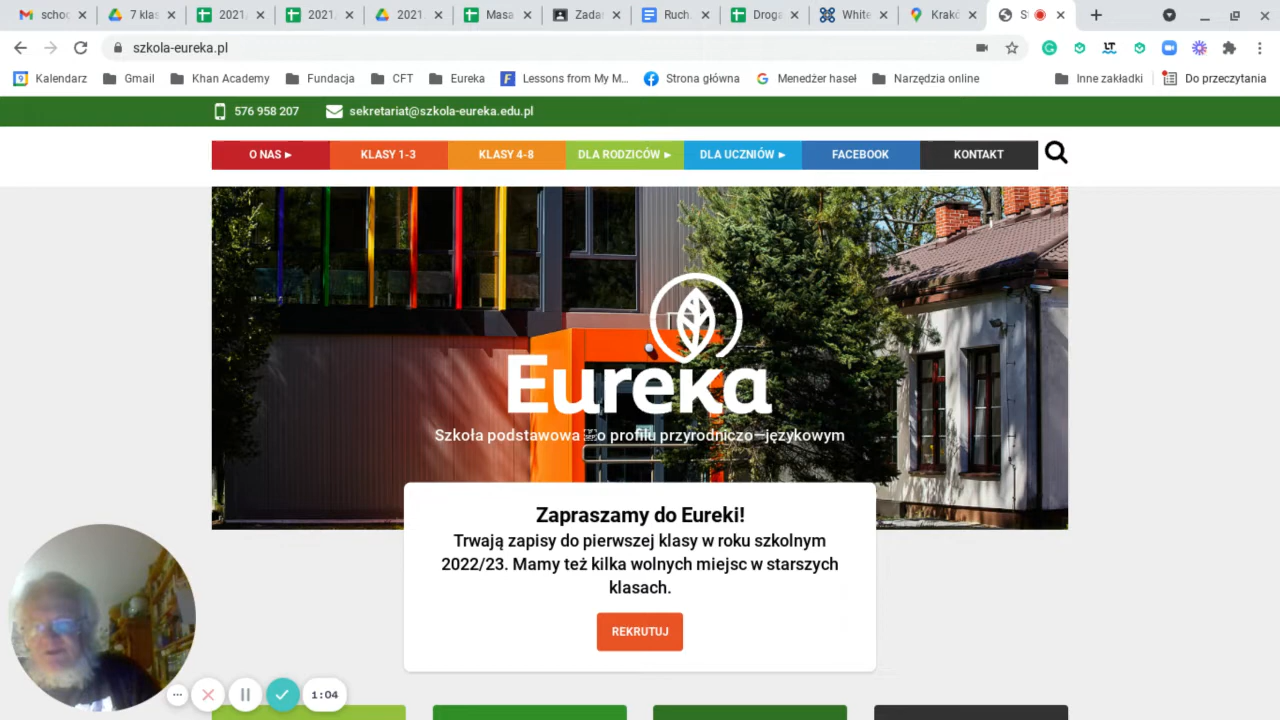 schoc
7 klas
2021.
2021.
2021.
Masa
Zadar
Ruch.
Droga
White
Krakó
szkola-eureka.pl
Kalendarz
Gmail
Khan Academy
Fundacja
CFT
Eureka
Lessons from My M...
Strona główna
Menedżer haseł
Narzędzia online
Inne zakładki
Do przeczytania
576 958 207
sekretariat@szkola-eureka.edu.pl
O NAS ►
KLASY 1-3
KLASY 4-8
DLA RODZICÓW ►
DLA UCZNIÓW ►
FACEBOOK
KONTAKT
Eureka
Szkoła podstawowa o profilu przyrodniczo—językowym
Zapraszamy do Eureki!
Trwają zapisy do pierwszej klasy w roku szkolnym
2022/23. Mamy też kilka wolnych miejsc w starszych
klasach.
REKRUTUJ
1:04